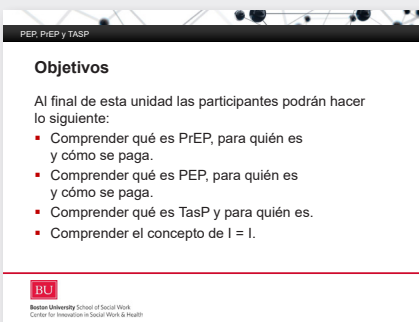 PEP, PrEP y TASP
Objetivos
Al final de esta unidad las participantes podrán hacer
lo siguiente:
▪ Comprender qué es PrEP, para quién es
y cómo se paga.
▪ Comprender qué es PEP, para quién es
y cómo se paga.
▪ Comprender qué es TasP y para quién es.
▪ Comprender el concepto de I = I.
BU
Boston University School of Social Work
Center for Innovation in Social Work & Health